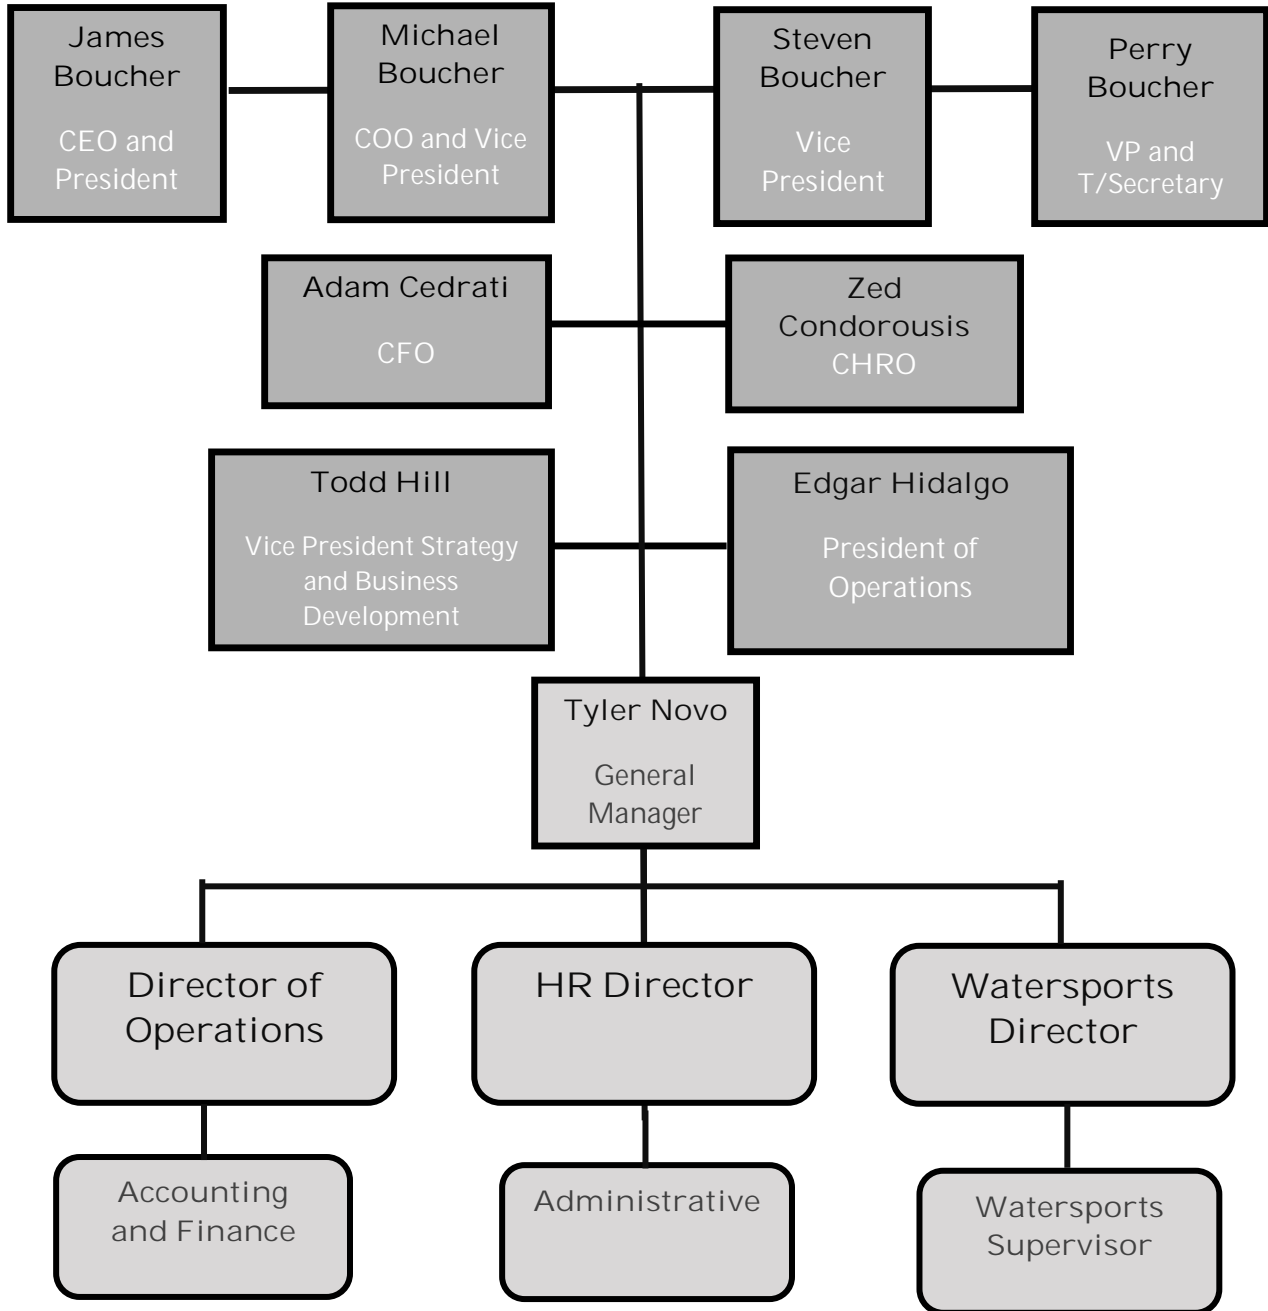 James
Boucher
CEO and
President
Michael
Boucher
COO and Vice
President
Steven
Boucher
Vice
President
Perry
Boucher
VP and
T/Secretary
Adam Cedrati
CFO
Zed
Condorousis
CHRO
Todd Hill
Vice President Strategy
and Business
Development
Edgar Hidalgo
President of
Operations
Tyler Novo
General
Manager
Director of
Operations
HR Director
Watersports
Director
Accounting
and Finance
Administrative
Watersports
Supervisor